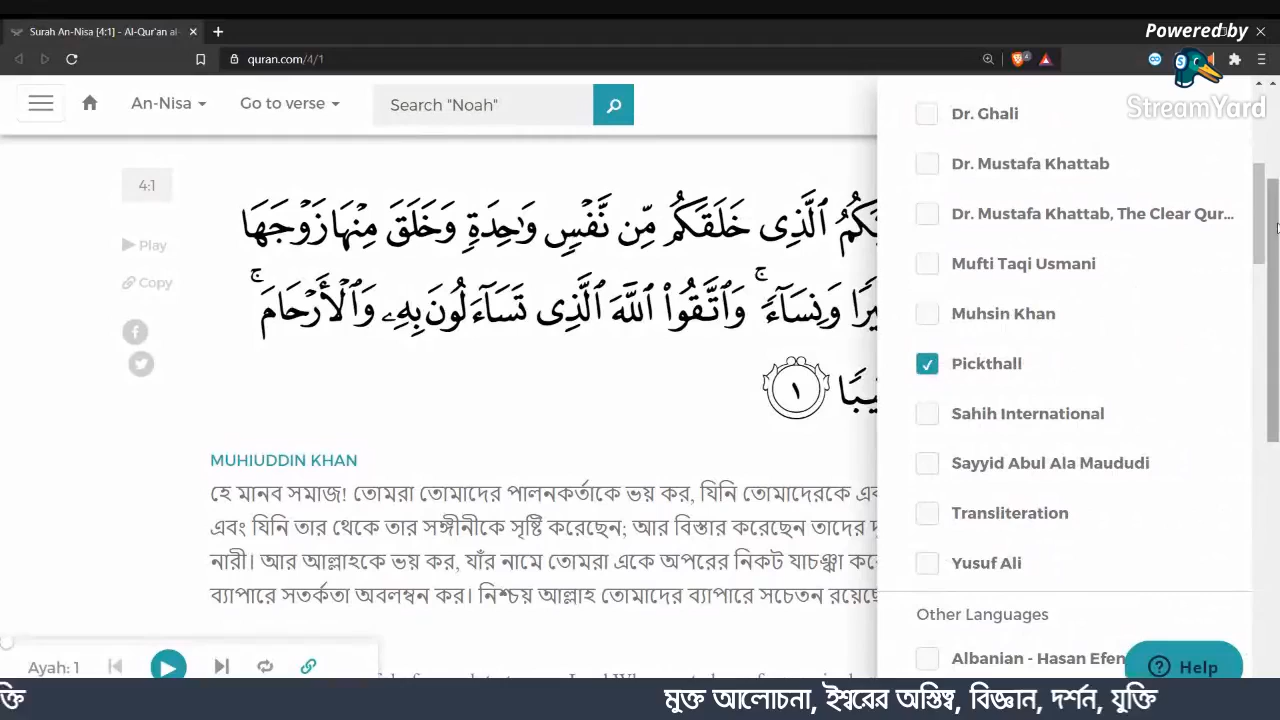 Surah An-Nisa [4:1] - Al-Qur'an al-
Powered by
quran.com/4/1
An-Nisa
Go to verse
Search "Noah"
StreamYard
4:1
Play
Copy
ٱلَّذِى خَلَقَكُم مِّن نَّفْسٍ وَٰحِدَةٍ وَخَلَقَ مِنْهَا زَوْجَهَا
وَنِسَآءً ۚ وَٱتَّقُوا۟ ٱللَّهَ ٱلَّذِى تَسَآءَلُونَ بِهِۦ وَٱلْأَرْحَامَ ۚ
١
MUHIUDDIN KHAN
হে মানব সমাজ! তোমরা তোমাদের পালনকর্তাকে ভয় কর, যিনি তোমাদেরকে এ
এবং যিনি তার থেকে তার সঙ্গীনীকে সৃষ্টি করেছেন; আর বিস্তার করেছেন তাদের দ
নারী। আর আল্লাহকে ভয় কর, যাঁর নামে তোমরা একে অপরের নিকট যাচঞ্ঝা ক
ব্যাপারে সতর্কতা অবলম্বন কর। নিশ্চয় আল্লাহ তোমাদের ব্যাপারে সচেতন রয়ে
Dr. Ghali
Dr. Mustafa Khattab
Dr. Mustafa Khattab, The Clear Qur...
Mufti Taqi Usmani
Muhsin Khan
Pickthall
Sahih International
Sayyid Abul Ala Maududi
Transliteration
Yusuf Ali
Other Languages
Albanian - Hasan Efen
Help
Ayah: 1
ক্তি
মুক্ত আলোচনা, ঈশ্বরের অস্তিত্ব, বিজ্ঞান, দর্শন, যুক্তি